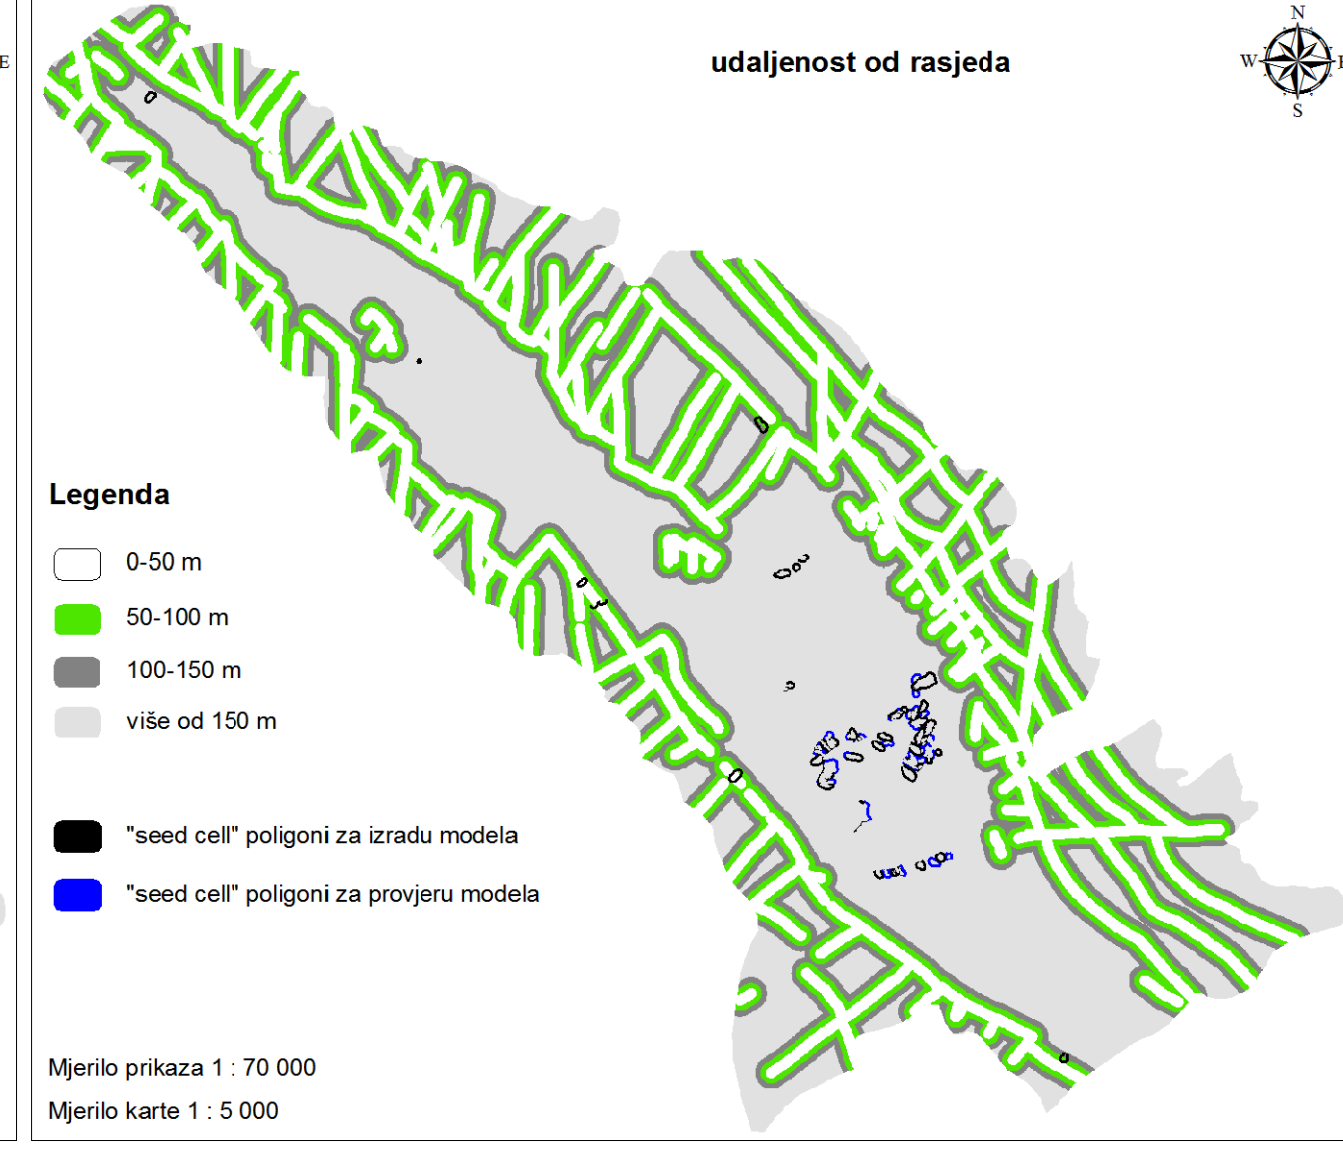 E
udaljenost od rasjeda
N
W
E
S
Legenda
0-50 m
50-100 m
100-150 m
više od 150 m
"seed cell" poligoni za izradu modela
"seed cell" poligoni za provjeru modela
Mjerilo prikaza 1 : 70 000
Mjerilo karte 1 : 5 000